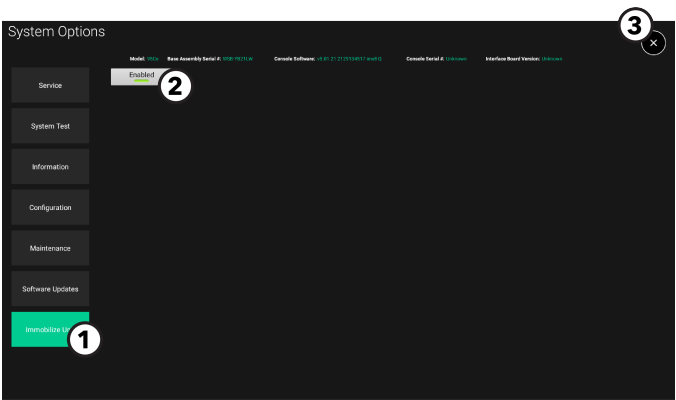 3
System Options
Model: Base Assembly Serial #: Console Software: Console Serial #: Unknown Interface Board Version: Unknown
Enabled
2
Service
System Test
Information
Configuration
Maintenance
Software Updates
Immobilize
1